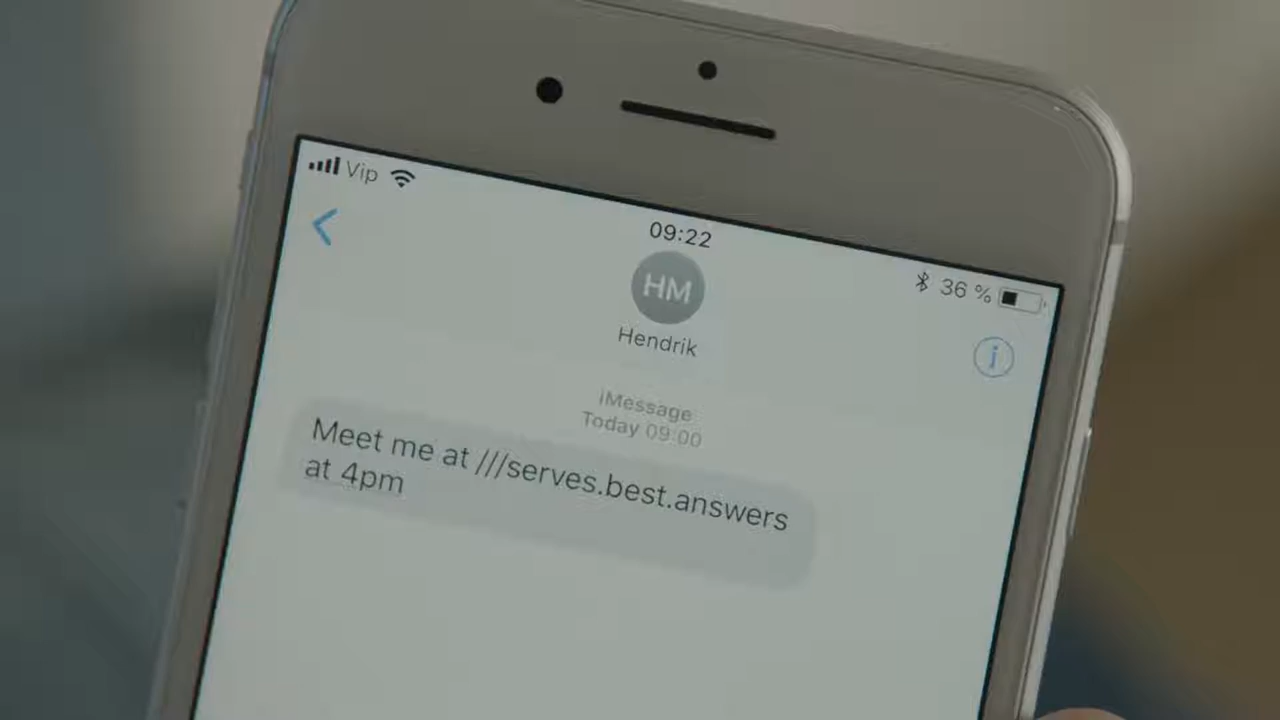 Vip
09:22
36 %
HM
Hendrik
iMessage
Today 09:00
Meet me at ///serves.best.answers
at 4pm